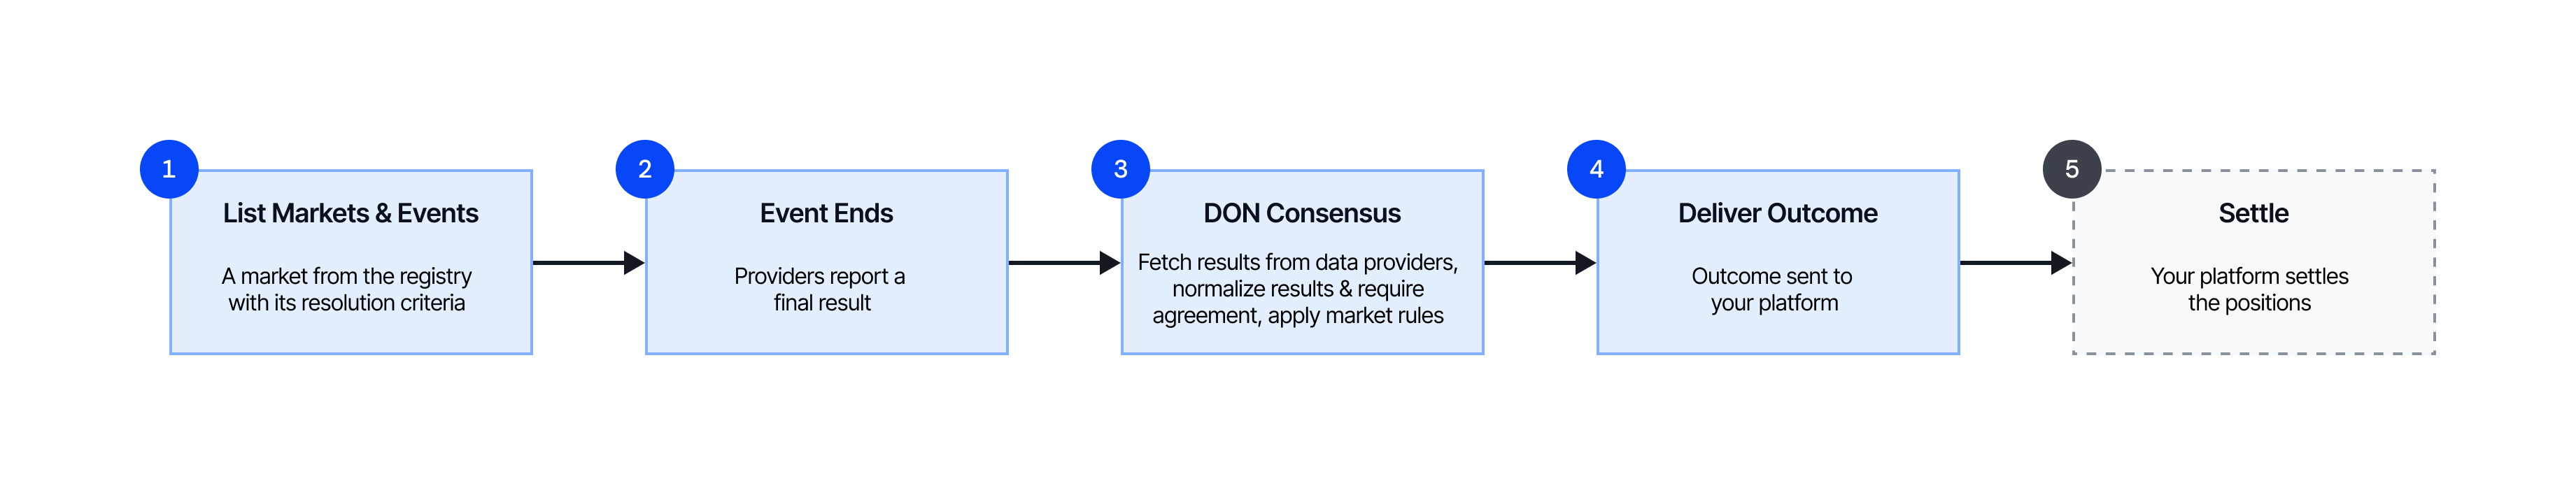 1
List Markets & Events
A market from the registry
with its resolution criteria
2
Event Ends
Providers report a
final result
3
DON Consensus
Fetch results from data providers,
normalize results & require
agreement, apply market rules
4
Deliver Outcome
Outcome sent to
your platform
5
Settle
Your platform settles
the positions